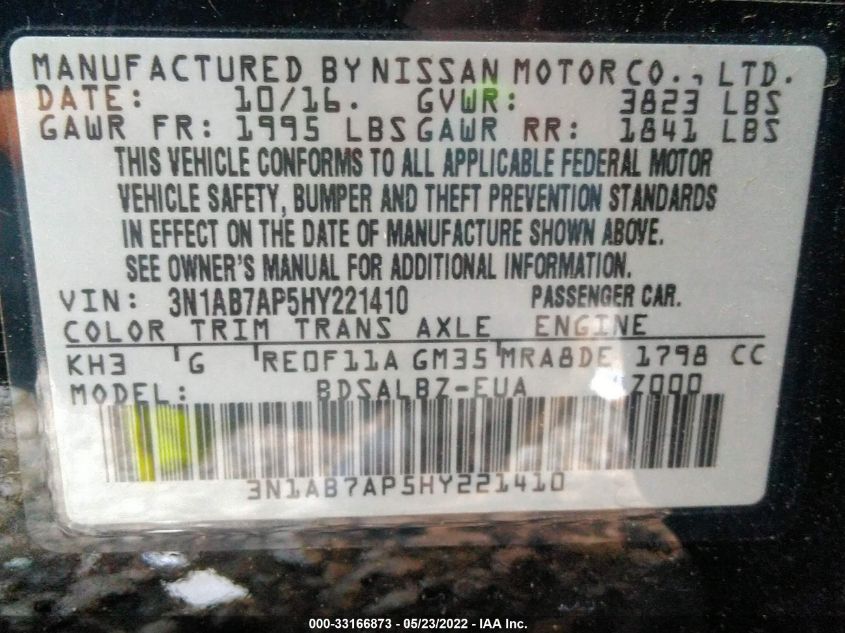 MANUFACTURED BY NISSAN MOTOR CO., LTD.
DATE: 10/16. GVWR: 3823 LBS
GAWR FR: 1995 LBS GAWR RR: 1841 LBS
THIS VEHICLE CONFORMS TO ALL APPLICABLE FEDERAL MOTOR
VEHICLE SAFETY, BUMPER AND THEFT PREVENTION STANDARDS
IN EFFECT ON THE DATE OF MANUFACTURE SHOWN ABOVE.
SEE OWNER'S MANUAL FOR ADDITIONAL INFORMATION.
VIN: 3N1AB7AP5HY221410 PASSENGER CAR.
COLOR TRIM TRANS AXLE ENGINE
KH3 G RE0F11A GM35 MRA8DE 1798 CC
MODEL: BDSALBZ-EUA Z000
3N1AB7AP5HY221410
000-33166873 - 05/23/2022 - IAA Inc.